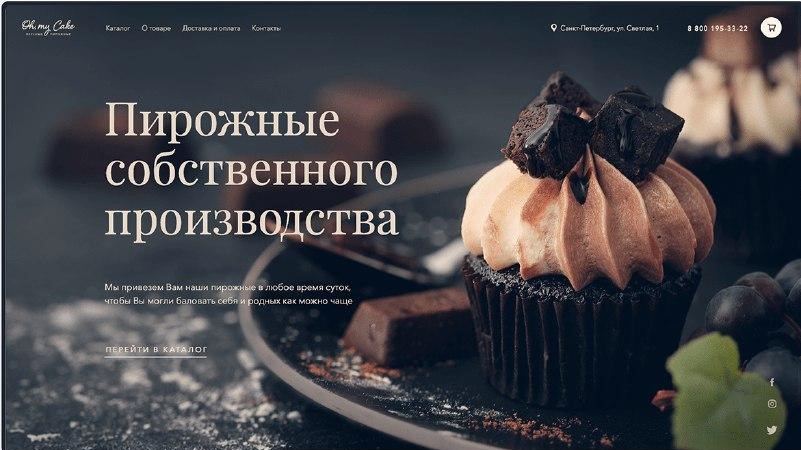 Oh, my Cake
Каталог
О товаре
Доставка и оплата
Контакты
Санкт-Петербург, ул. Светлая, 1
8 800 195-33-22
Пирожные
собственного
производства
Мы привезем Вам наши пирожные в любое время суток,
чтобы Вы могли баловать себя и родных как можно чаще
ПЕРЕЙТИ В КАТАЛОГ